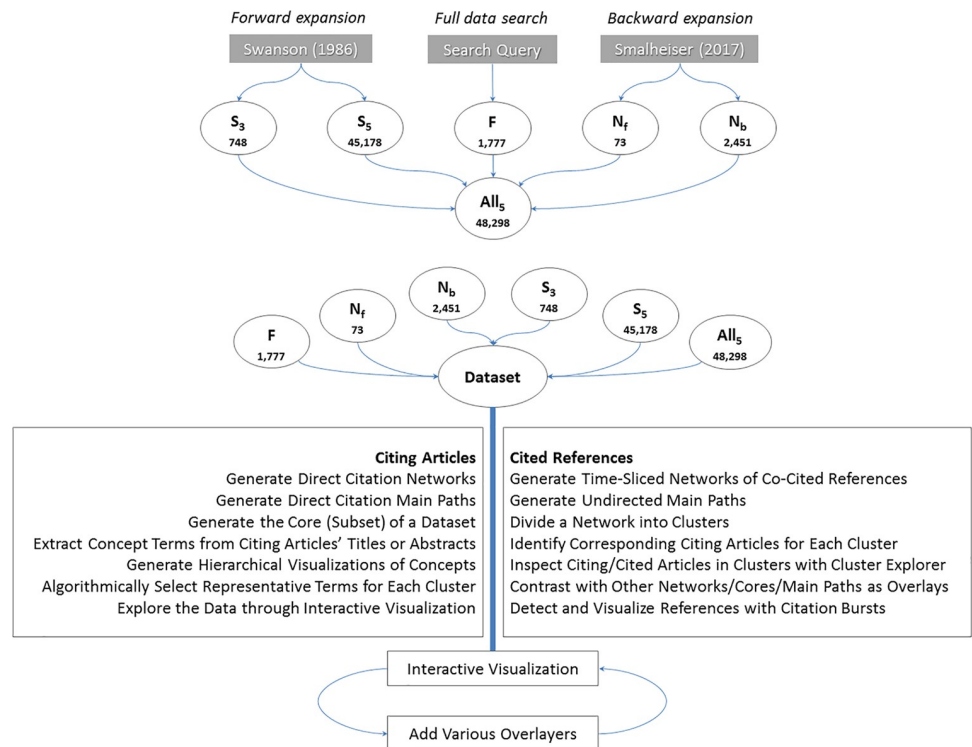 Forward expansion
Full data search
Backward expansion
Swanson (1986)
Search Query
Smalheiser (2017)
S3
748
S5
45,178
F
1,777
Nf
73
Nb
2,451
All5
48,298
F
1,777
Nf
73
Nb
2,451
S3
748
S5
45,178
All5
48,298
Dataset
Citing Articles
Generate Direct Citation Networks
Generate Direct Citation Main Paths
Generate the Core (Subset) of a Dataset
Extract Concept Terms from Citing Articles’ Titles or Abstracts
Generate Hierarchical Visualizations of Concepts
Algorithmically Select Representative Terms for Each Cluster
Explore the Data through Interactive Visualization
Cited References
Generate Time-Sliced Networks of Co-Cited References
Generate Undirected Main Paths
Divide a Network into Clusters
Identify Corresponding Citing Articles for Each Cluster
Inspect Citing/Cited Articles in Clusters with Cluster Explorer
Contrast with Other Networks/Cores/Main Paths as Overlays
Detect and Visualize References with Citation Bursts
Interactive Visualization
Add Various Overlayers